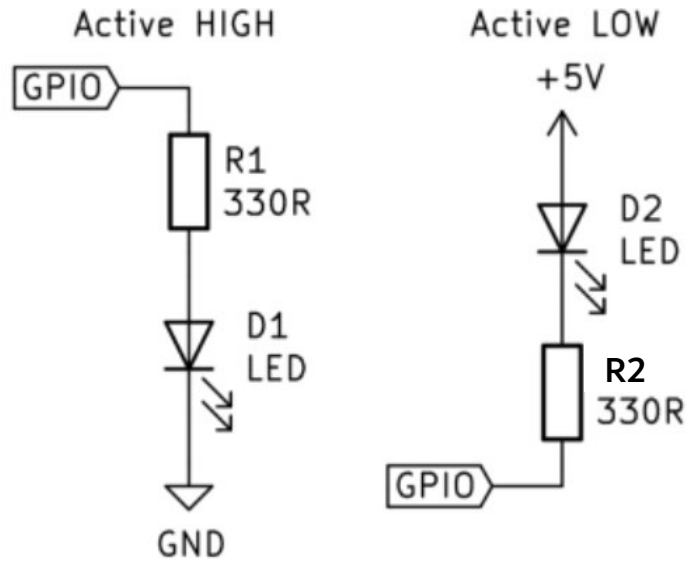 Active HIGH
GPIO
R1
330R
D1
LED
GND
Active LOW
+5V
D2
LED
R2
330R
GPIO